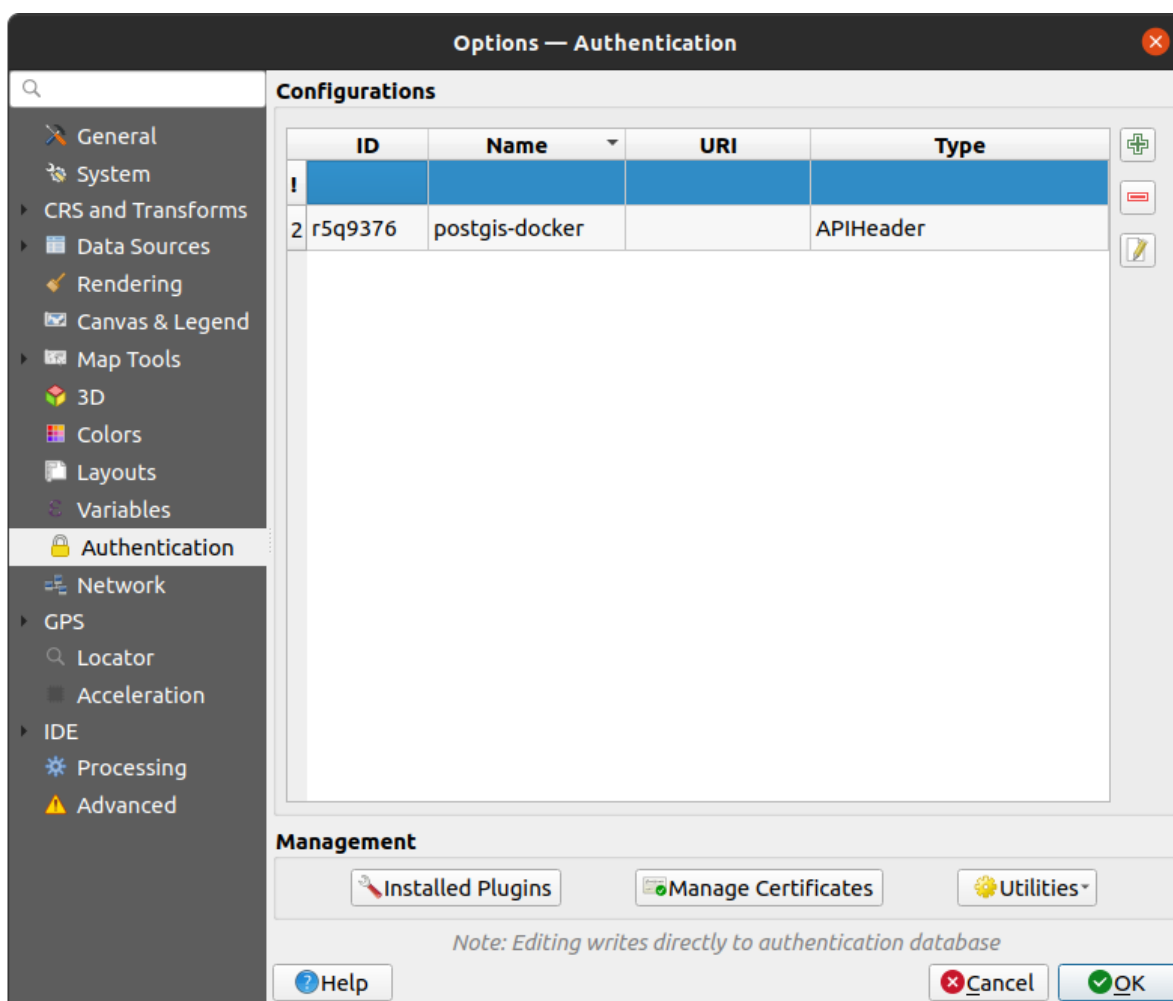 Options — Authentication
Configurations
General
System
CRS and Transforms
Data Sources
Rendering
Canvas & Legend
Map Tools
3D
Colors
Layouts
Variables
Authentication
Network
GPS
Locator
Acceleration
IDE
Processing
Advanced
ID Name URI Type
!
2 r5q9376 postgis-docker APIHeader
Management
Installed Plugins Manage Certificates Utilities
Note: Editing writes directly to authentication database
Help Cancel OK